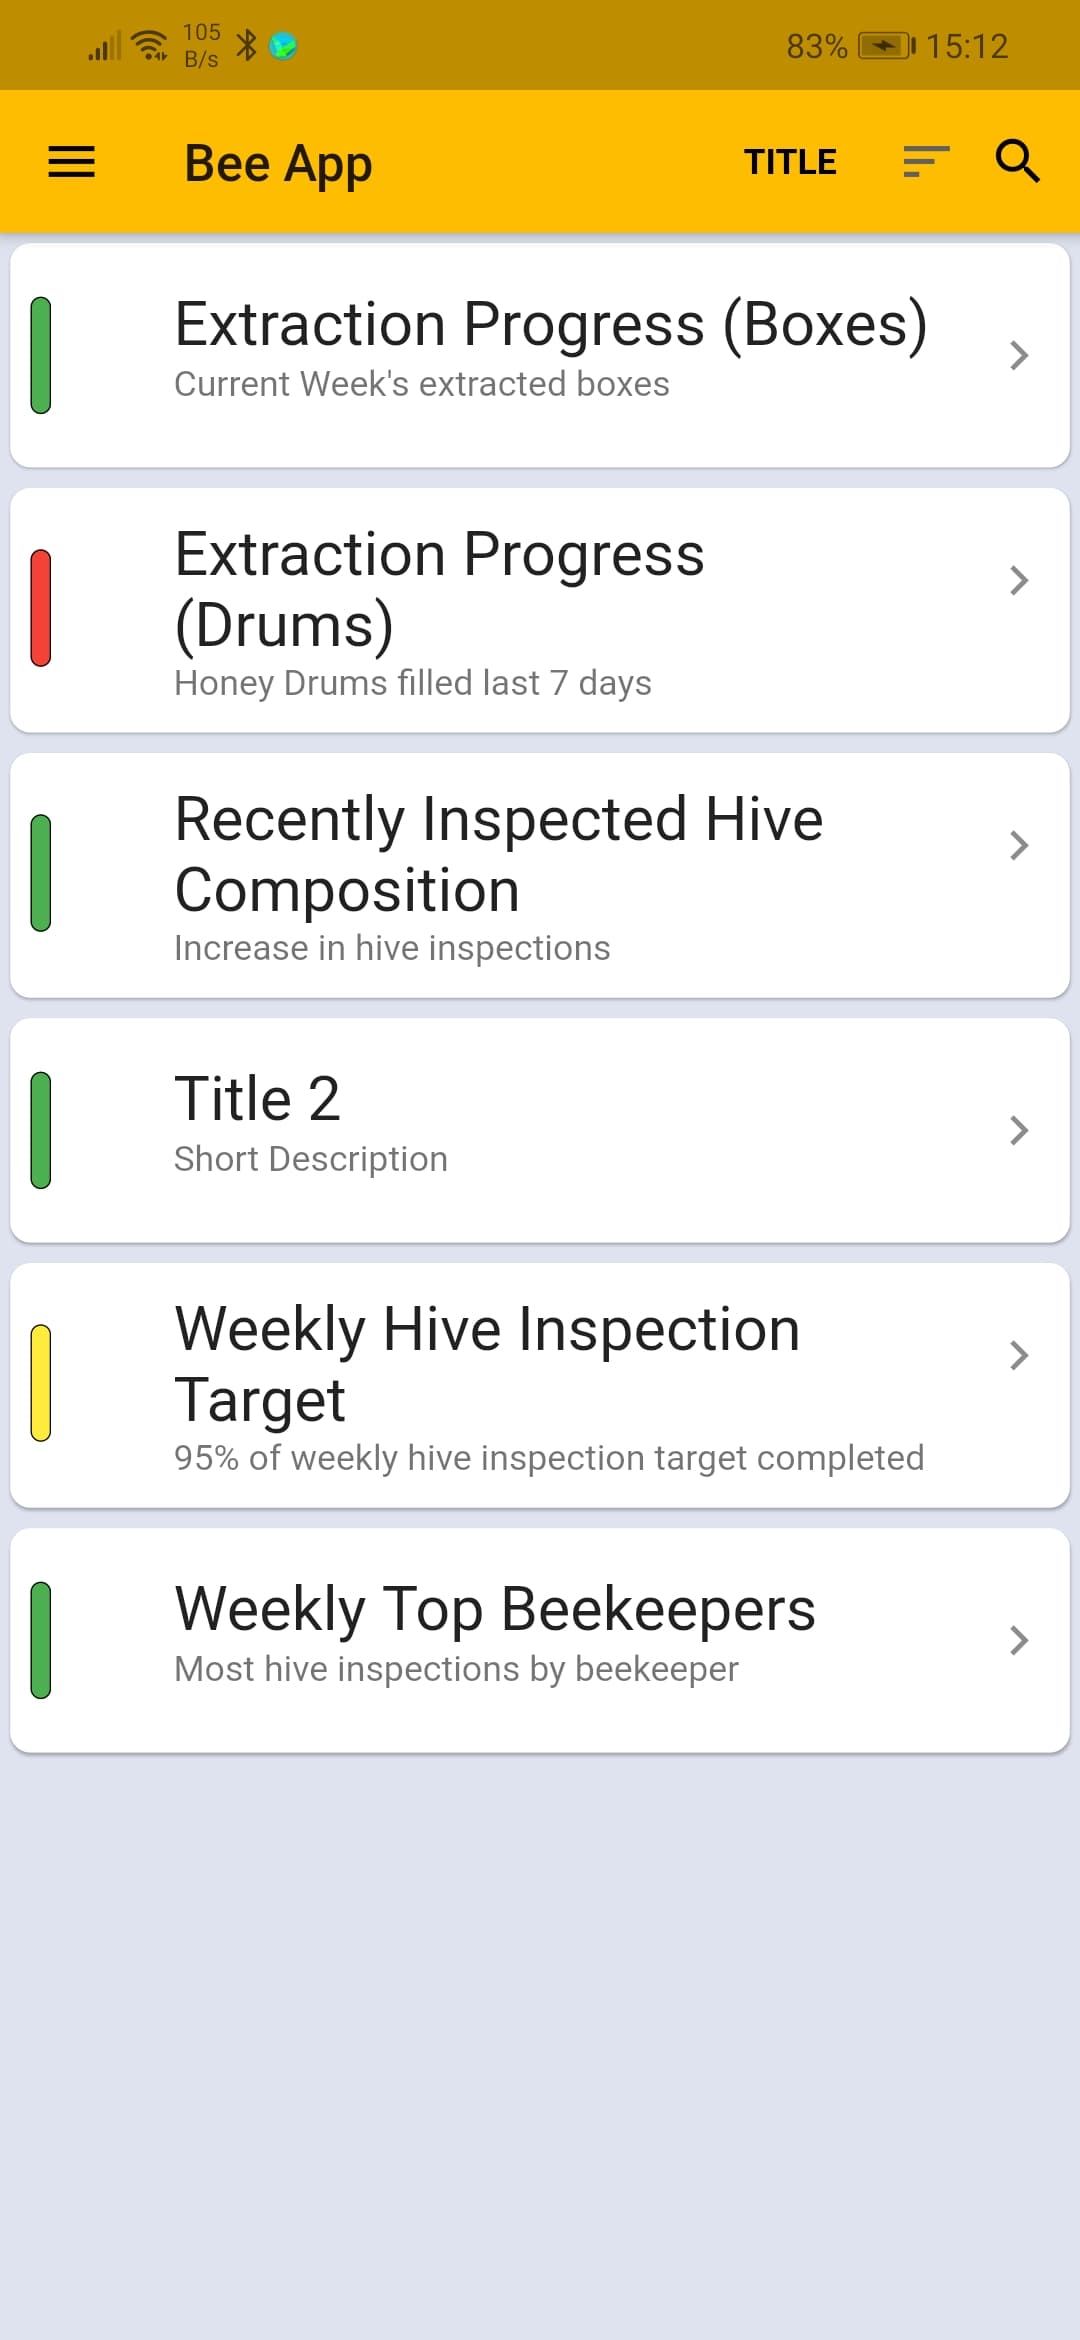 105
B/s
83%
15:12
Bee App
TITLE
Extraction Progress (Boxes)
Current Week's extracted boxes
Extraction Progress
(Drums)
Honey Drums filled last 7 days
Recently Inspected Hive
Composition
Increase in hive inspections
Title 2
Short Description
Weekly Hive Inspection
Target
95% of weekly hive inspection target completed
Weekly Top Beekeepers
Most hive inspections by beekeeper